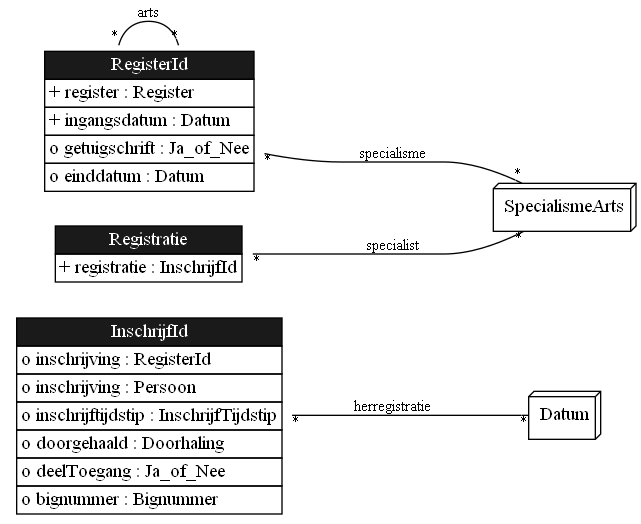 arts
* *
RegisterId
+ register : Register
+ ingangsdatum : Datum
o getuigschrift : Ja_of_Nee
o einddatum : Datum
* specialisme *
SpecialismeArts
Registratie
+ registratie : InschrijfId
* specialist *
InschrijfId
o inschrijving : RegisterId
o inschrijving : Persoon
o inschrijftijdstip : InschrijfTijdstip
o doorgehaald : Doorhaling
o deelToegang : Ja_of_Nee
o bignummer : Bignummer
* herregistratie *
Datum